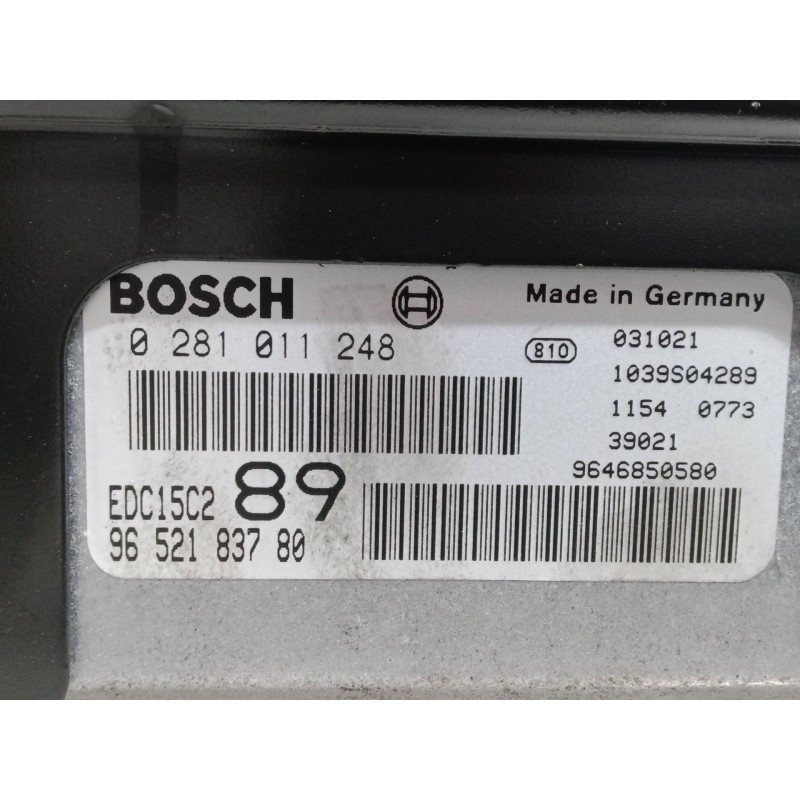 BOSCH
Made in Germany
0 281 011 248
810
031021
1039S04289
1154 0773
39021
9646850580
EDC15C2
89
96 521 837 80